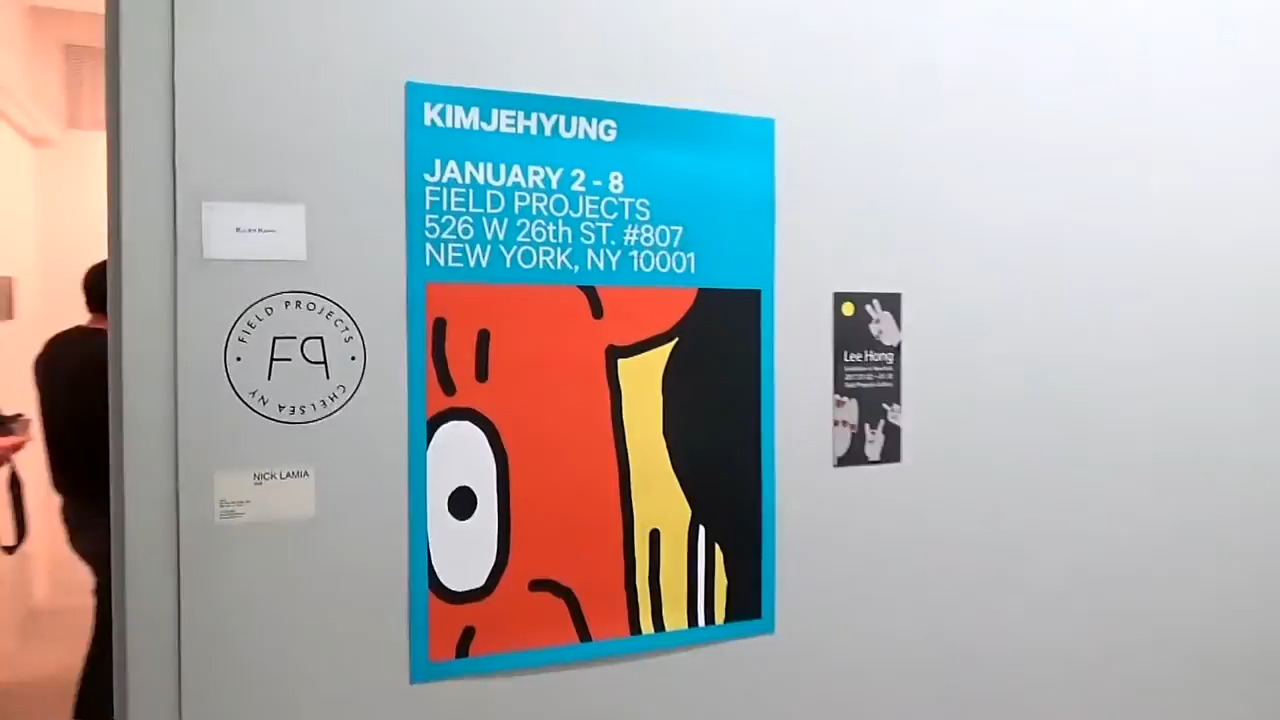 KIMJEHYUNG
JANUARY 2 - 8
FIELD PROJECTS
526 W 26th ST. #807
NEW YORK, NY 10001
FIELD PROJECTS
FP
CHELSEA NY
NICK LAMIA
Lee Hong